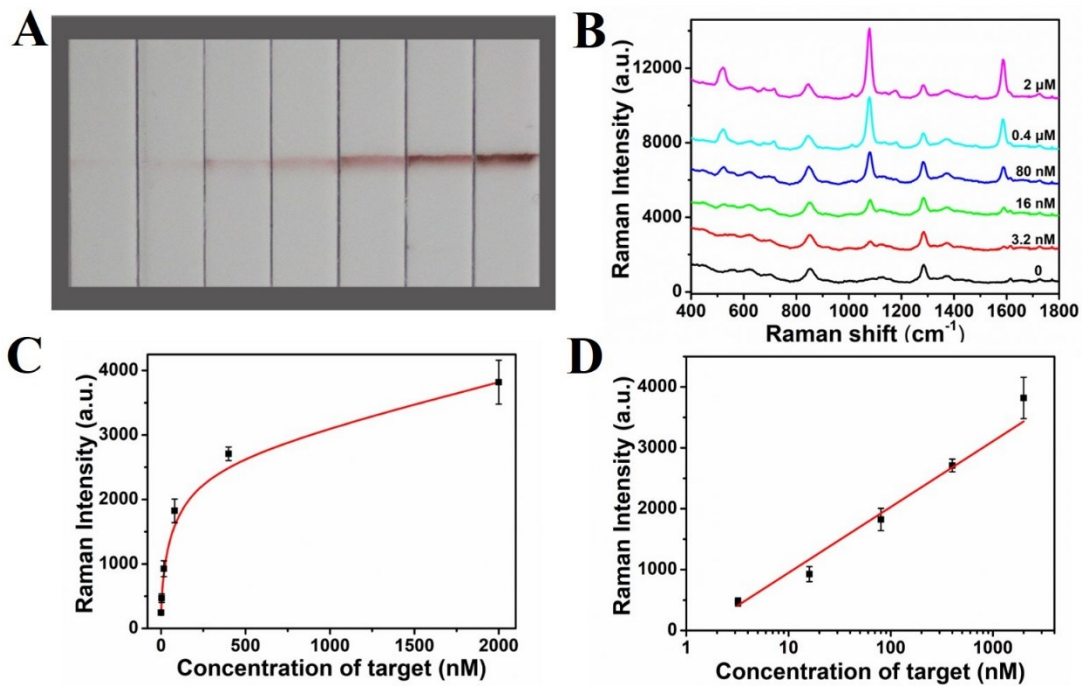 A
B
Raman Intensity (a.u.)
12000
8000
4000
0
2 µM
0.4 µM
80 nM
16 nM
3.2 nM
0
400 600 800 1000 1200 1400 1600 1800
Raman shift (cm⁻¹)
C
Raman Intensity (a.u.)
4000
3000
2000
1000
0
0 500 1000 1500 2000
Concentration of target (nM)
D
Raman Intensity (a.u.)
4000
3000
2000
1000
0
1 10 100 1000
Concentration of target (nM)